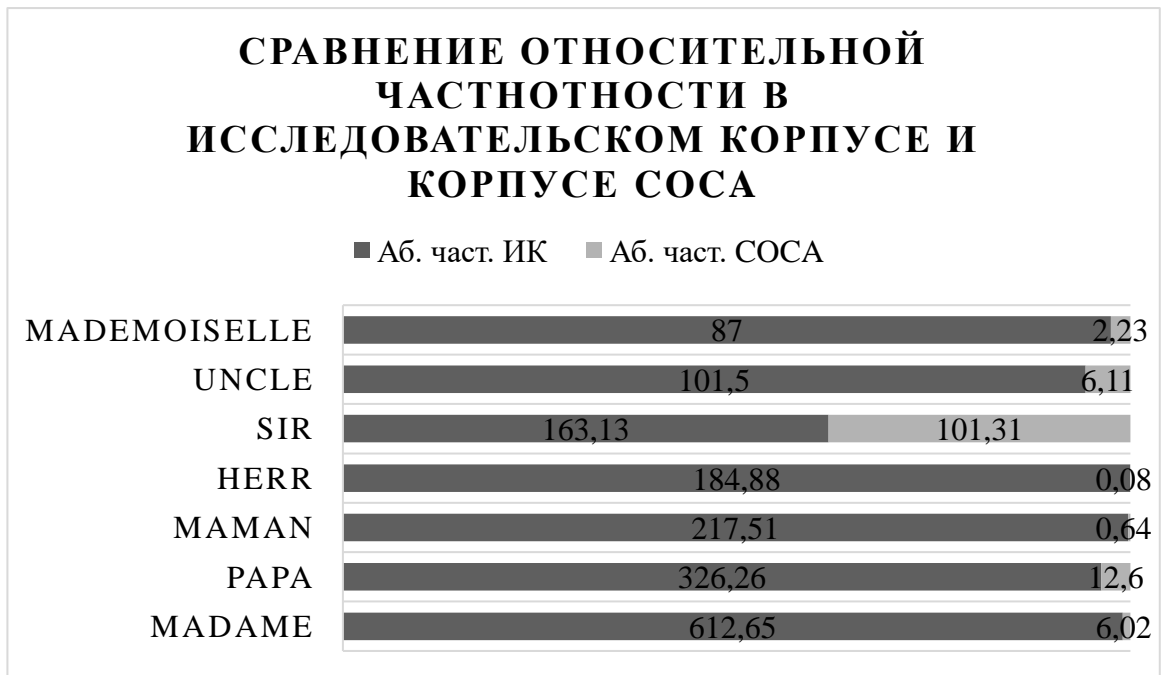 СРАВНЕНИЕ ОТНОСИТЕЛЬНОЙ
ЧАСТНОТНОСТИ В
ИССЛЕДОВАТЕЛЬСКОМ КОРПУСЕ И
КОРПУСЕ СОСА
Аб. част. ИК Аб. част. СОСА
MADEMOISELLE 87 2,23
UNCLE 101,5 6,11
SIR 163,13 101,31
HERR 184,88 0,08
MAMAN 217,51 0,64
PAPA 326,26 12,6
MADAME 612,65 6,02